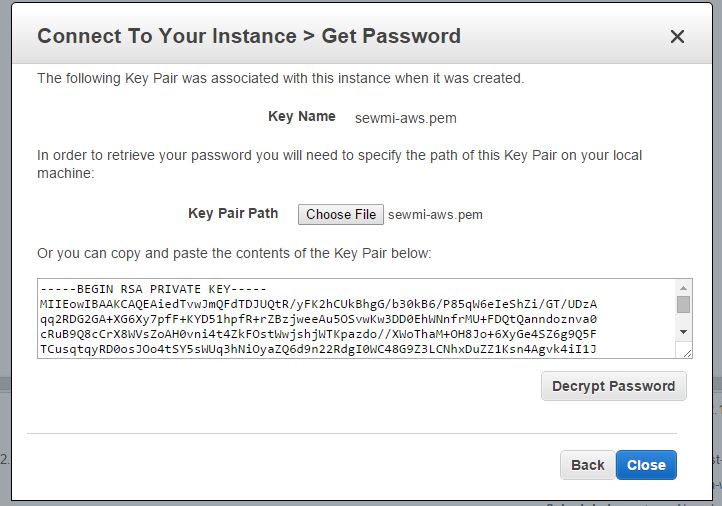 Connect To Your Instance > Get Password
The following Key Pair was associated with this instance when it was created.
Key Name sewmi-aws.pem
In order to retrieve your password you will need to specify the path of this Key Pair on your local
machine:
Key Pair Path Choose File sewmi-aws.pem
Or you can copy and paste the contents of the Key Pair below:
-----BEGIN RSA PRIVATE KEY-----
MIIEowIBAAKCAQEAiedTvwJmQFdTDJUQtR/yFK2hCUkBhgG/b30kB6/P85qW6eIeShZi/GT/UDzA
qq2RDG2GA+XG6Xy7pfF+KYD51hpfR+rZBzjweeAu5OSvwKw3DD0EhWNnfrMU+FDQtQanndoznva0
cRuB9Q8cCrX8WVsZoAH0vni4t4ZkFOstWwjshjWTKpazdo//XWoThaM+OH8Jo+6XyGe4SZ6g9Q5F
TCusqtqyRD0osJOo4tSY5sWUq3hNiOyaZQ6d9n22RdgI0WC48G9Z3LCNhxDuZZ1Ksn4Agvk4iI1J
Decrypt Password
Back Close